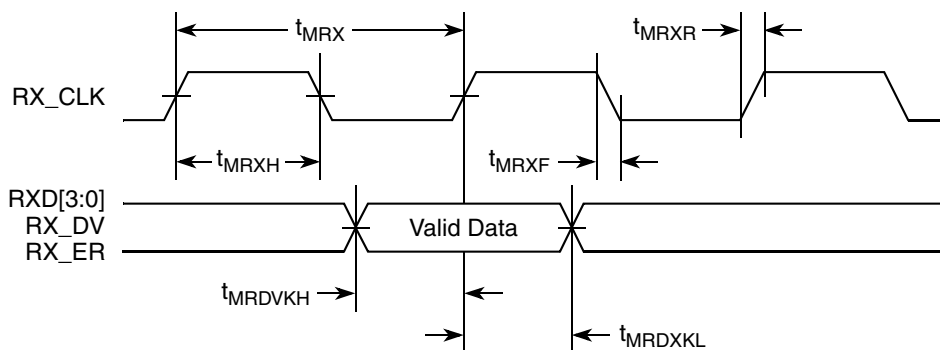 tMRX
tMRXR
RX_CLK
tMRXH
tMRXF
RXD[3:0]
RX_DV
Valid Data
RX_ER
tMRDVKH
tMRDXKL